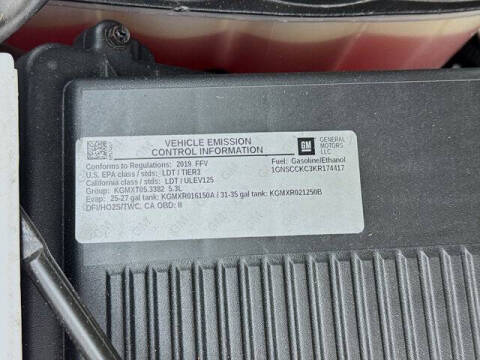 VEHICLE EMISSION
CONTROL INFORMATION
GM
GENERAL
MOTORS
LLC
Conforms to Regulations: 2019 FFV
Fuel: Gasoline/Ethanol
U.S. EPA class / stds: LDT / TIER3
1GNSCCKC3KR174417
California class / stds: LDT / ULEV125
Group: KGMXT05.3382 5.3L
Evap: 25-27 gal tank: KGMXR016150A / 31-35 gal tank: KGMXR021250B
DFI/HO2S/TWC, CA OBD: II